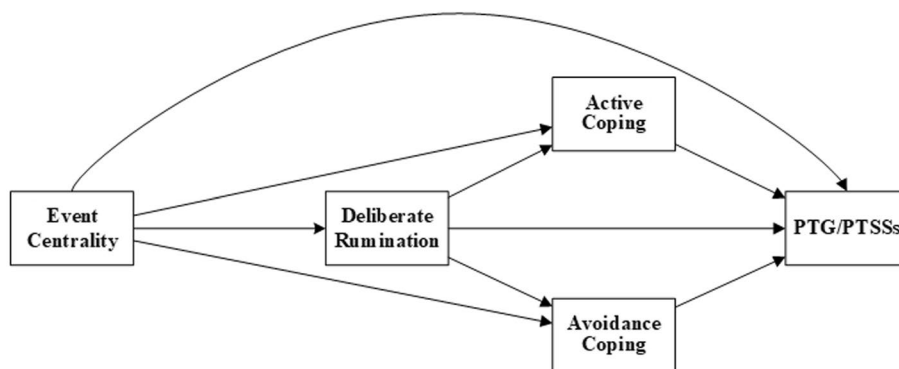 Active
Coping
Event
Centrality
Deliberate
Rumination
PTG/PTSSs
Avoidance
Coping